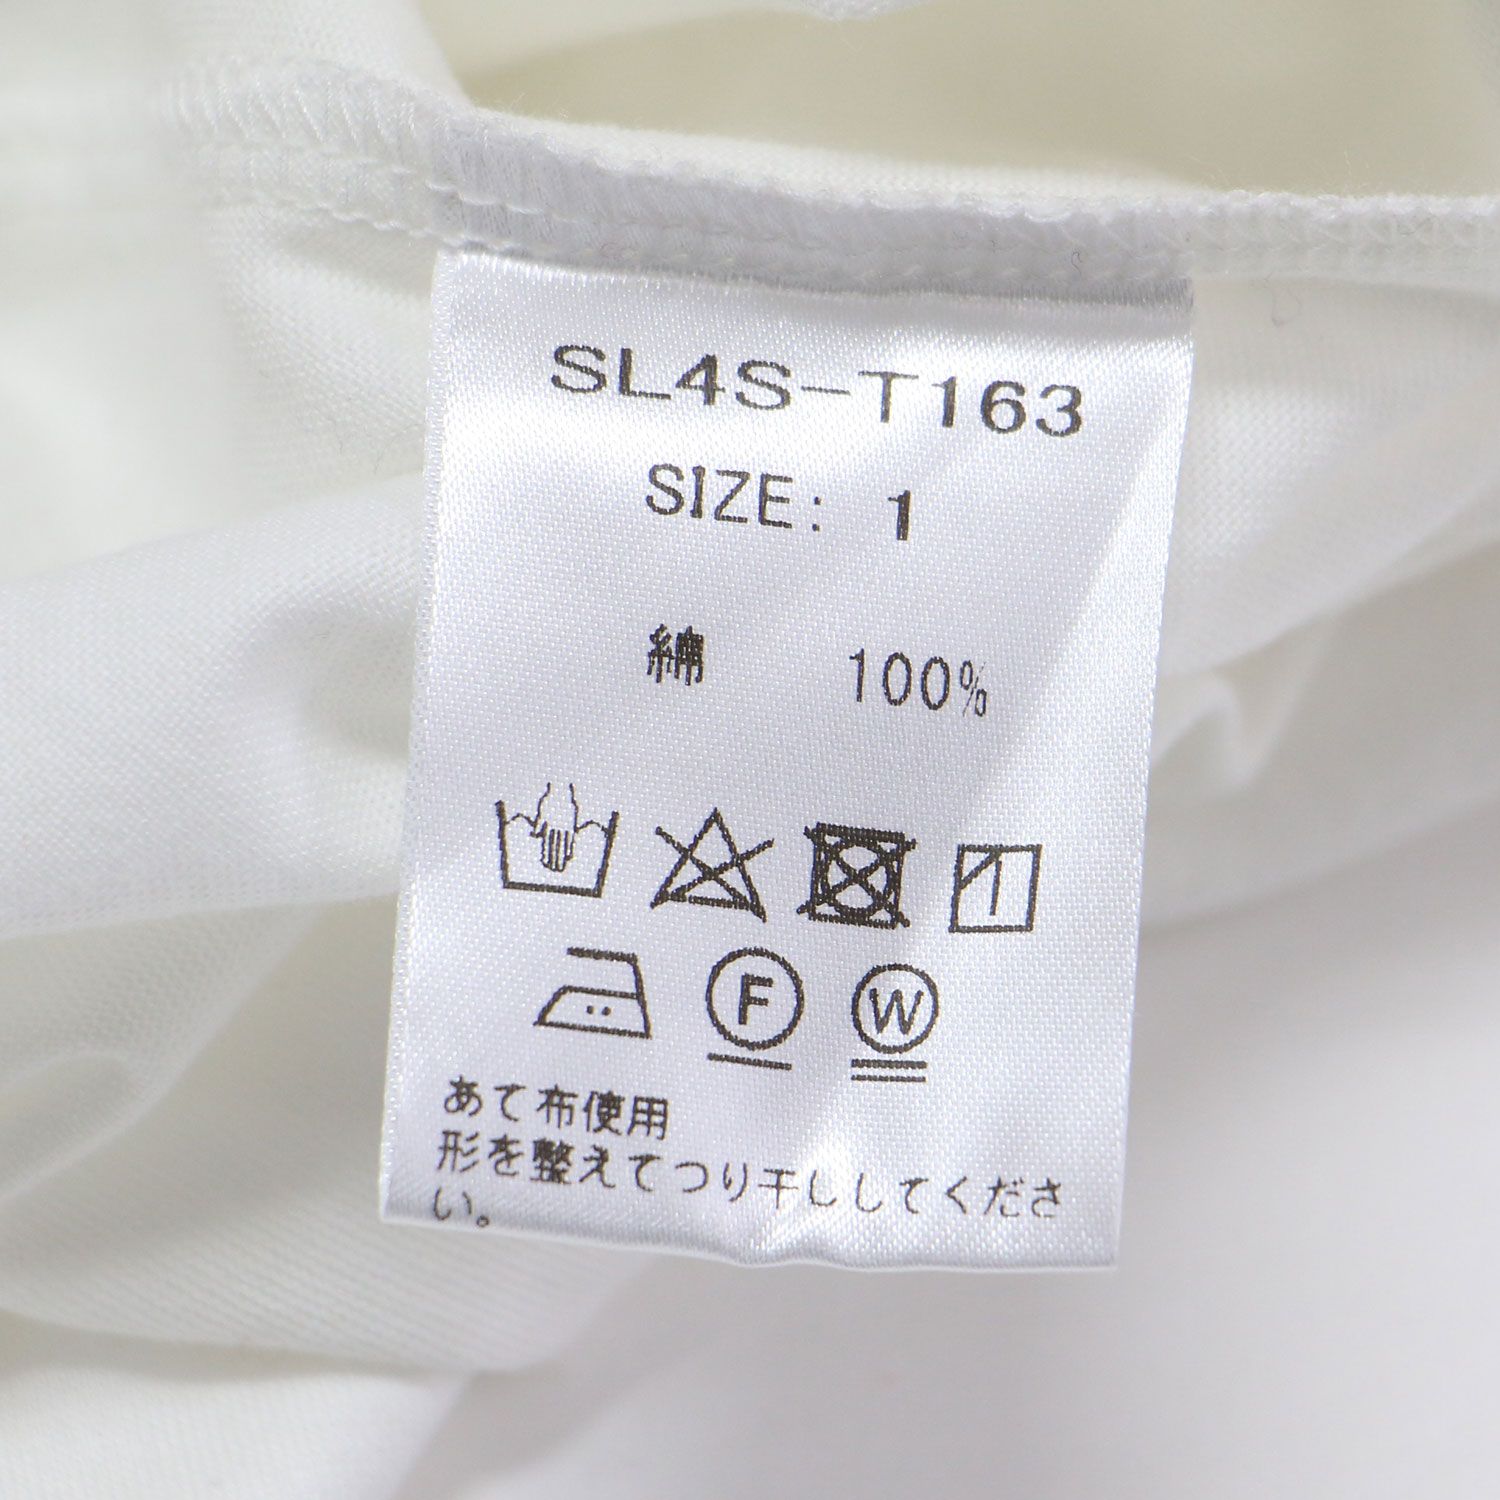 SL4S-T163
SIZE: 1
綿 100%
F W
あて布使用
形を整えてつり干ししてくださ
い。